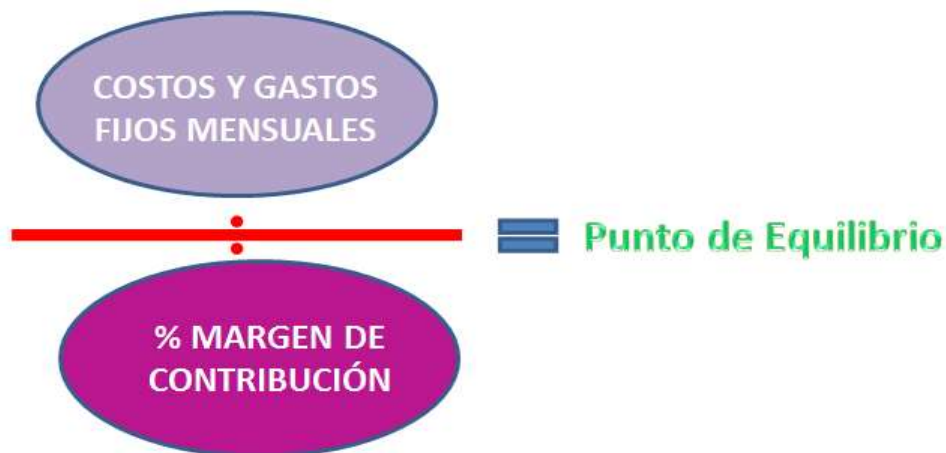 COSTOS Y GASTOS
FIJOS MENSUALES
Punto de Equilibrio
% MARGEN DE
CONTRIBUCIÓN